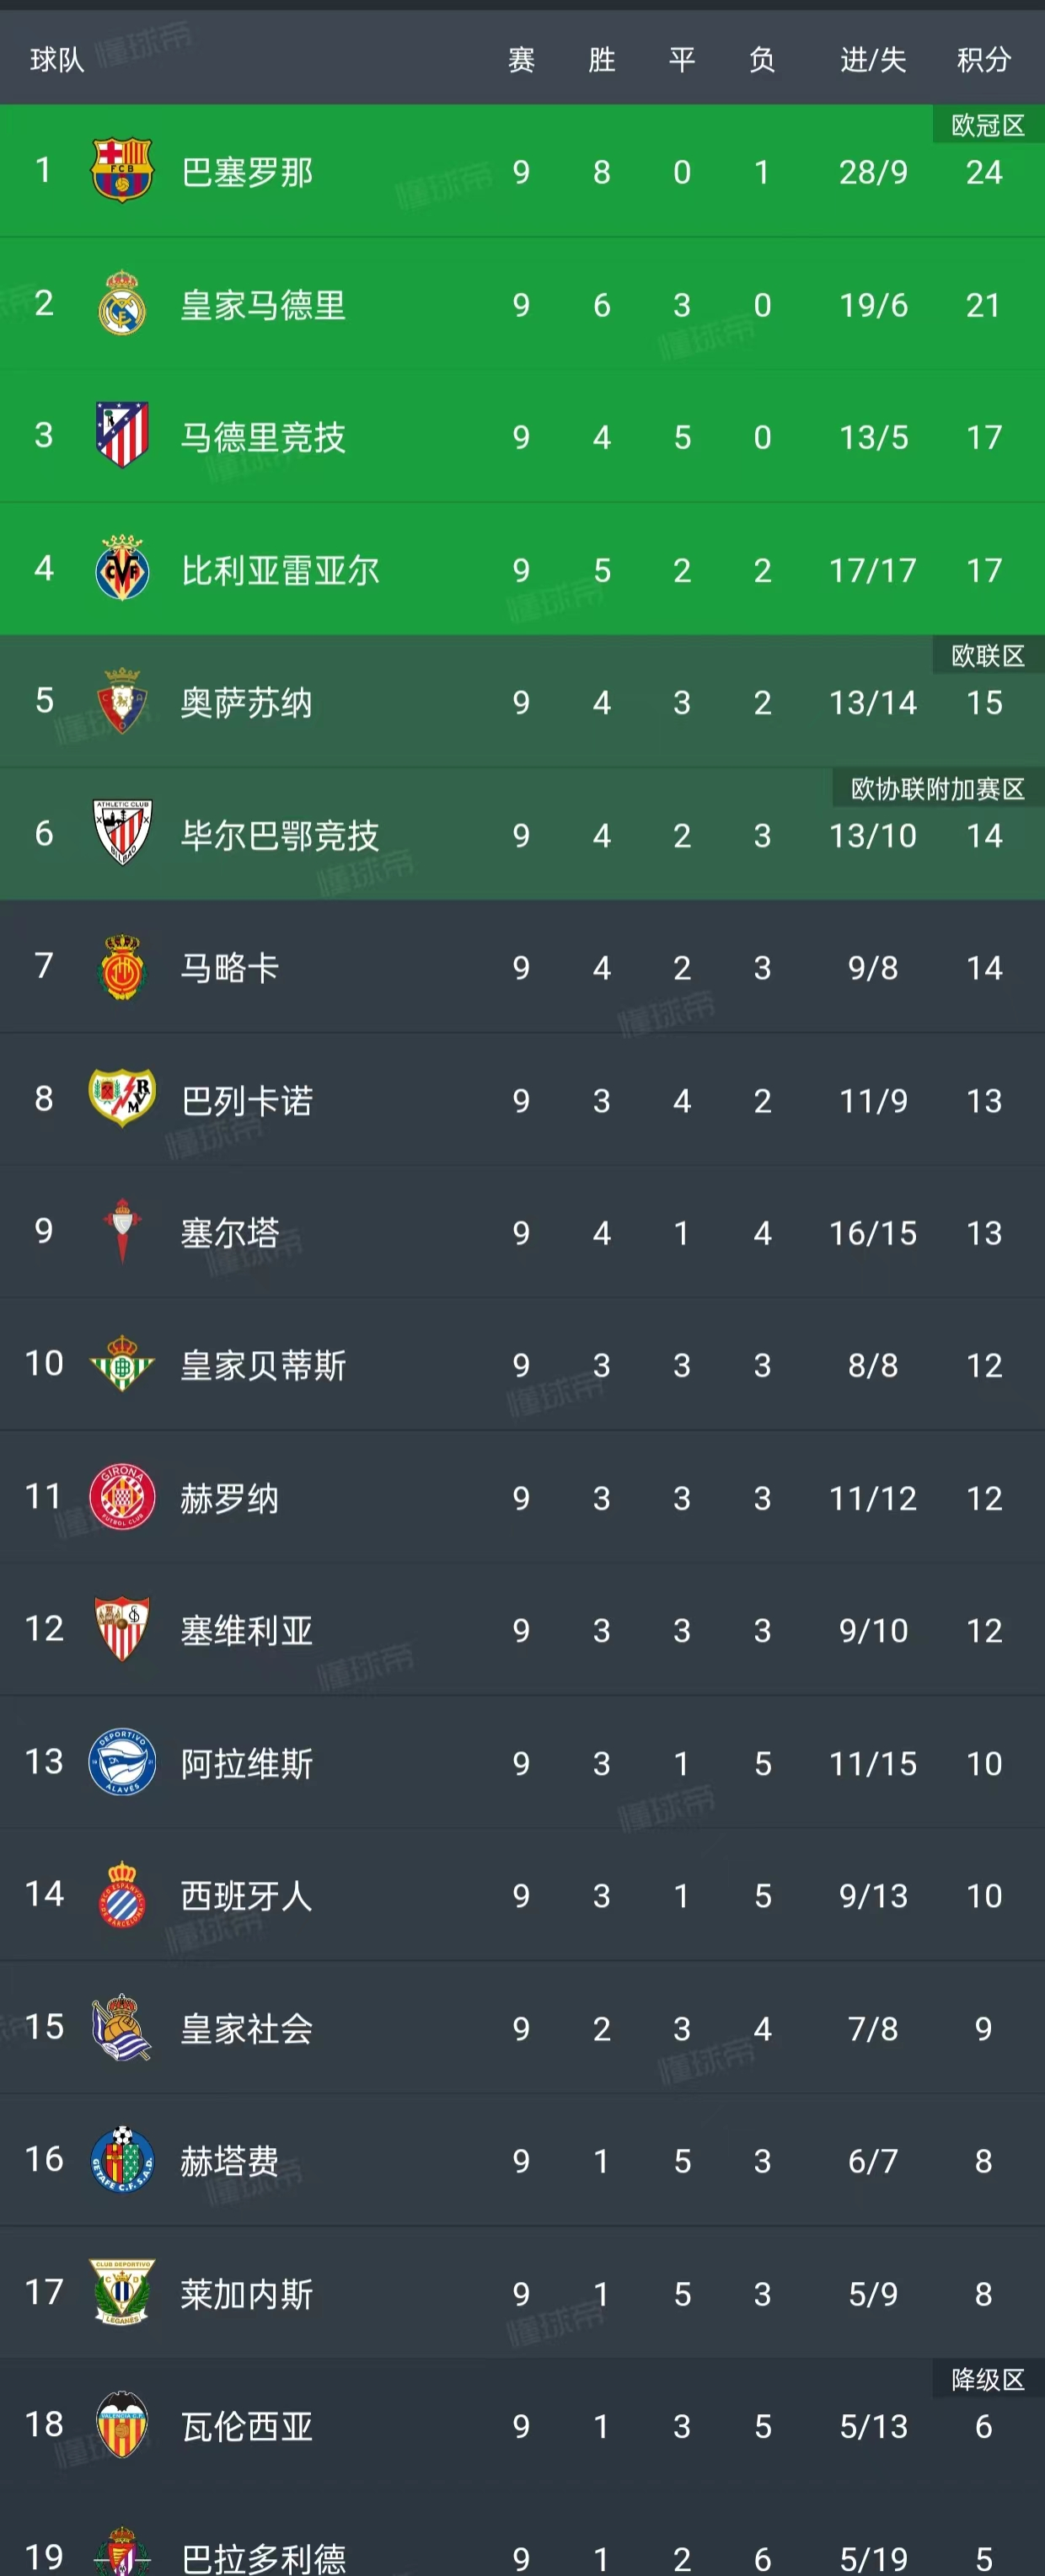 球队 赛 胜 平 负 进/失 积分
欧冠区
1 巴塞罗那 9 8 0 1 28/9 24
2 皇家马德里 9 6 3 0 19/6 21
3 马德里竞技 9 4 5 0 13/5 17
4 比利亚雷亚尔 9 5 2 2 17/17 17
欧联区
5 奥萨苏纳 9 4 3 2 13/14 15
欧协联附加赛区
6 毕尔巴鄂竞技 9 4 2 3 13/10 14
7 马略卡 9 4 2 3 9/8 14
8 巴列卡诺 9 3 4 2 11/9 13
9 塞尔塔 9 4 1 4 16/15 13
10 皇家贝蒂斯 9 3 3 3 8/8 12
11 赫罗纳 9 3 3 3 11/12 12
12 塞维利亚 9 3 3 3 9/10 12
13 阿拉维斯 9 3 1 5 11/15 10
14 西班牙人 9 3 1 5 9/13 10
15 皇家社会 9 2 3 4 7/8 9
16 赫塔费 9 1 5 3 6/7 8
17 莱加内斯 9 1 5 3 5/9 8
降级区
18 瓦伦西亚 9 1 3 5 5/13 6
19 巴拉多利德 9 1 2 6 5/19 5
懂球帝